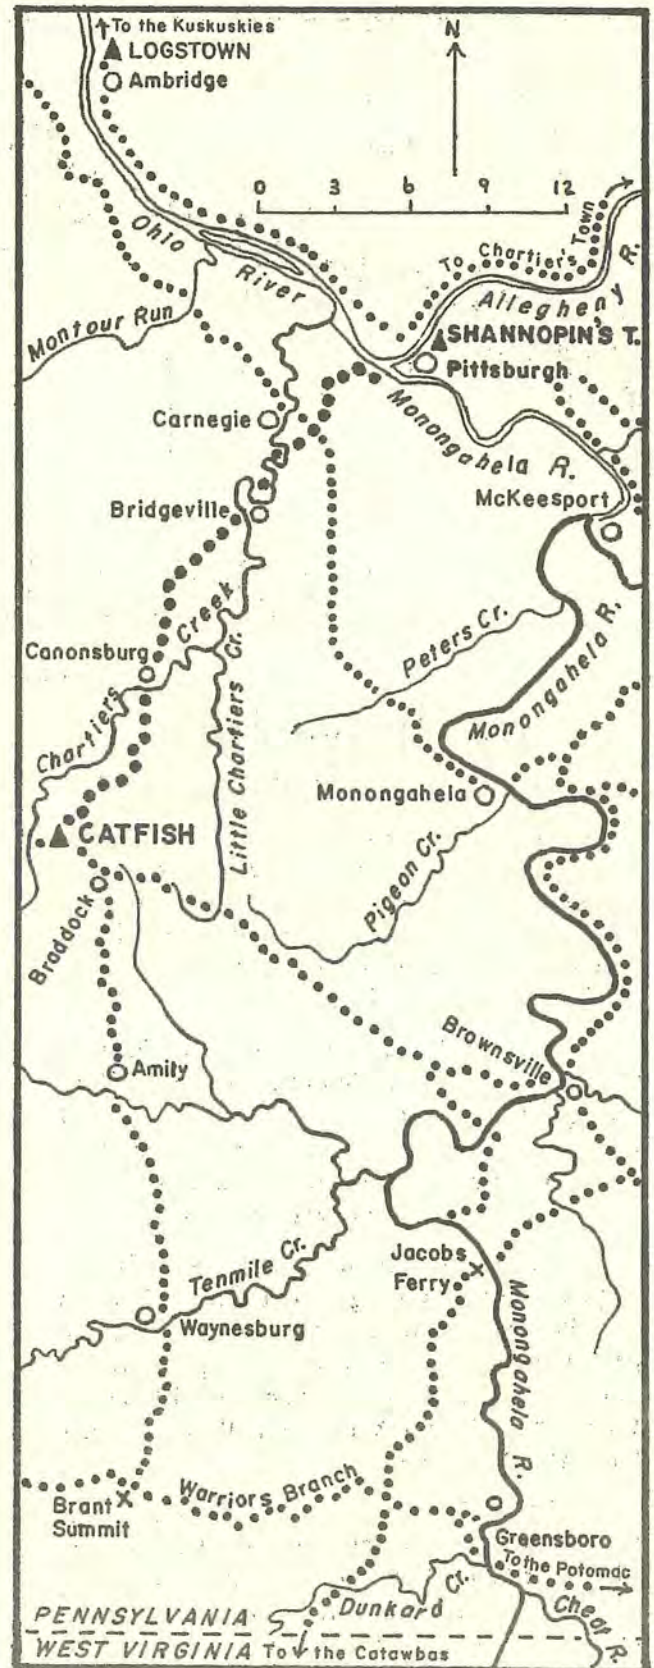 To the Kuskuskies
LOGSTOWN
Ambridge
N
0 3 6 9 12
Ohio River
To Chartier's Town
Allegheny R.
Montour Run
SHANNOPIN'S T.
Pittsburgh
Carnegie
Monongahela R.
McKeesport
Bridgeville
Chartiers Creek
Canonsburg
Little Chartiers Cr.
Peters Cr.
Monongahela R.
Monongahela
CATFISH
Pigeon Cr.
Braddock
Brownsville
Amity
Tenmile Cr.
Jacobs
Ferry
Waynesburg
Monongahela R.
Warriors Branch
Brant
Summit
Greensboro
To the Potomac
Dunkard Cr.
Cheat R.
PENNSYLVANIA
WEST VIRGINIA To the Catawbas